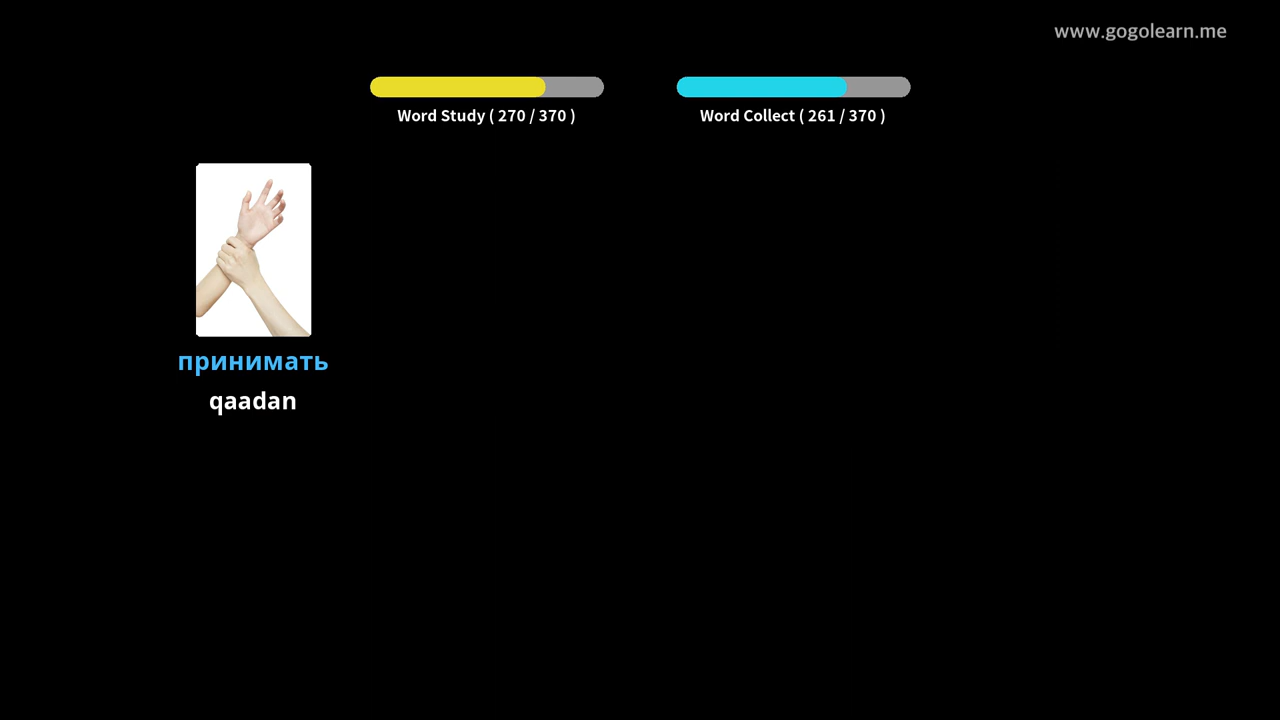 www.gogolearn.me
Word Study ( 270 / 370 )
Word Collect ( 261 / 370 )
принимать
qaadan